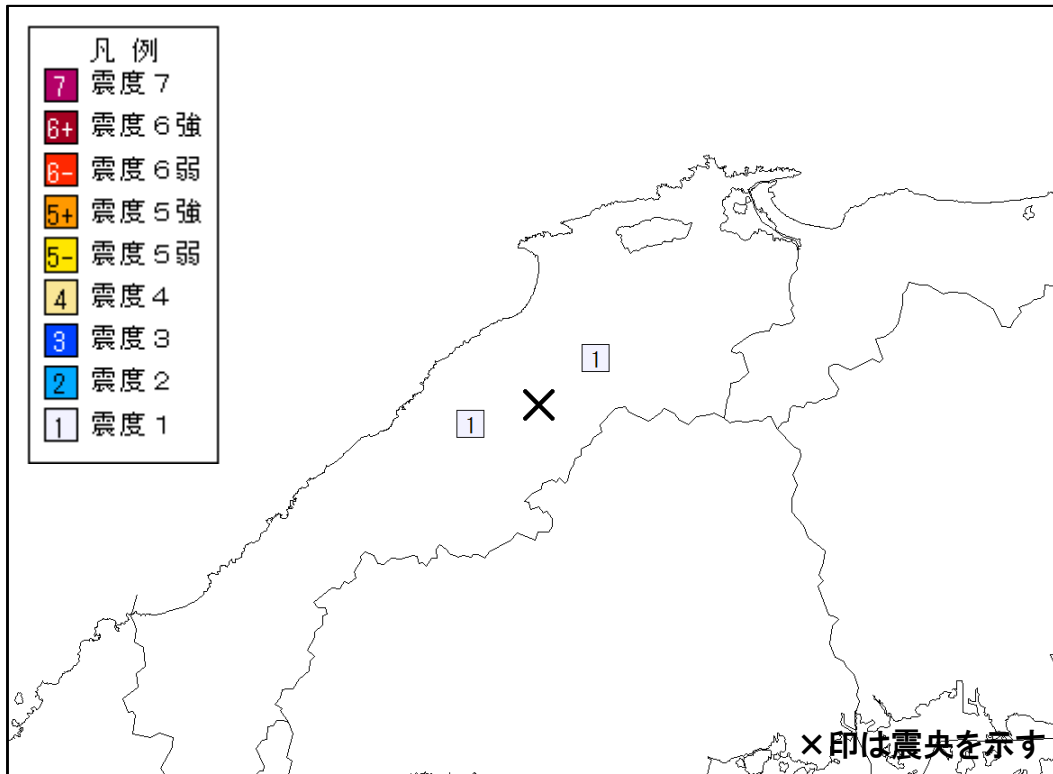 凡 例
7 震度７
6+ 震度６強
6- 震度６弱
5+ 震度５強
5- 震度５弱
4 震度４
3 震度３
2 震度２
1 震度１
1
1
×印は震央を示す